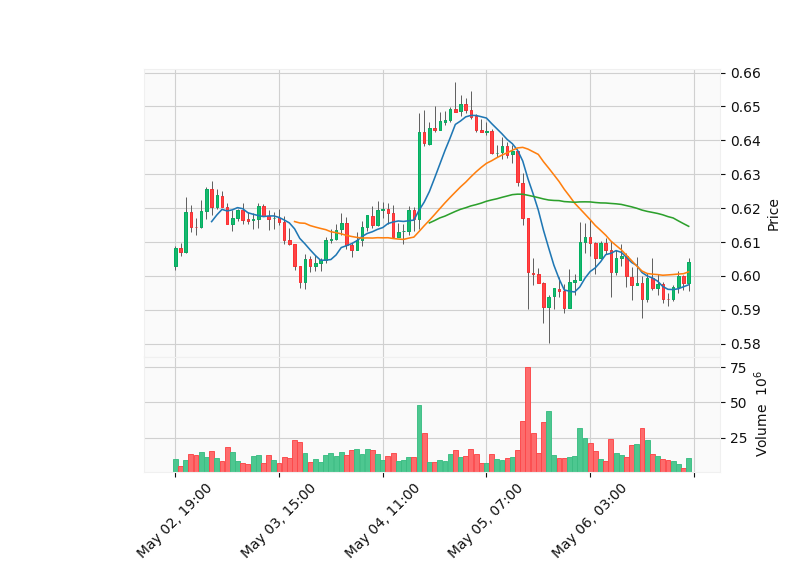 0.66
0.65
0.64
0.63
0.62
0.61
0.60
0.59
0.58
Price
75
50
25
Volume 10^6
May 02, 19:00
May 03, 15:00
May 04, 11:00
May 05, 07:00
May 06, 03:00